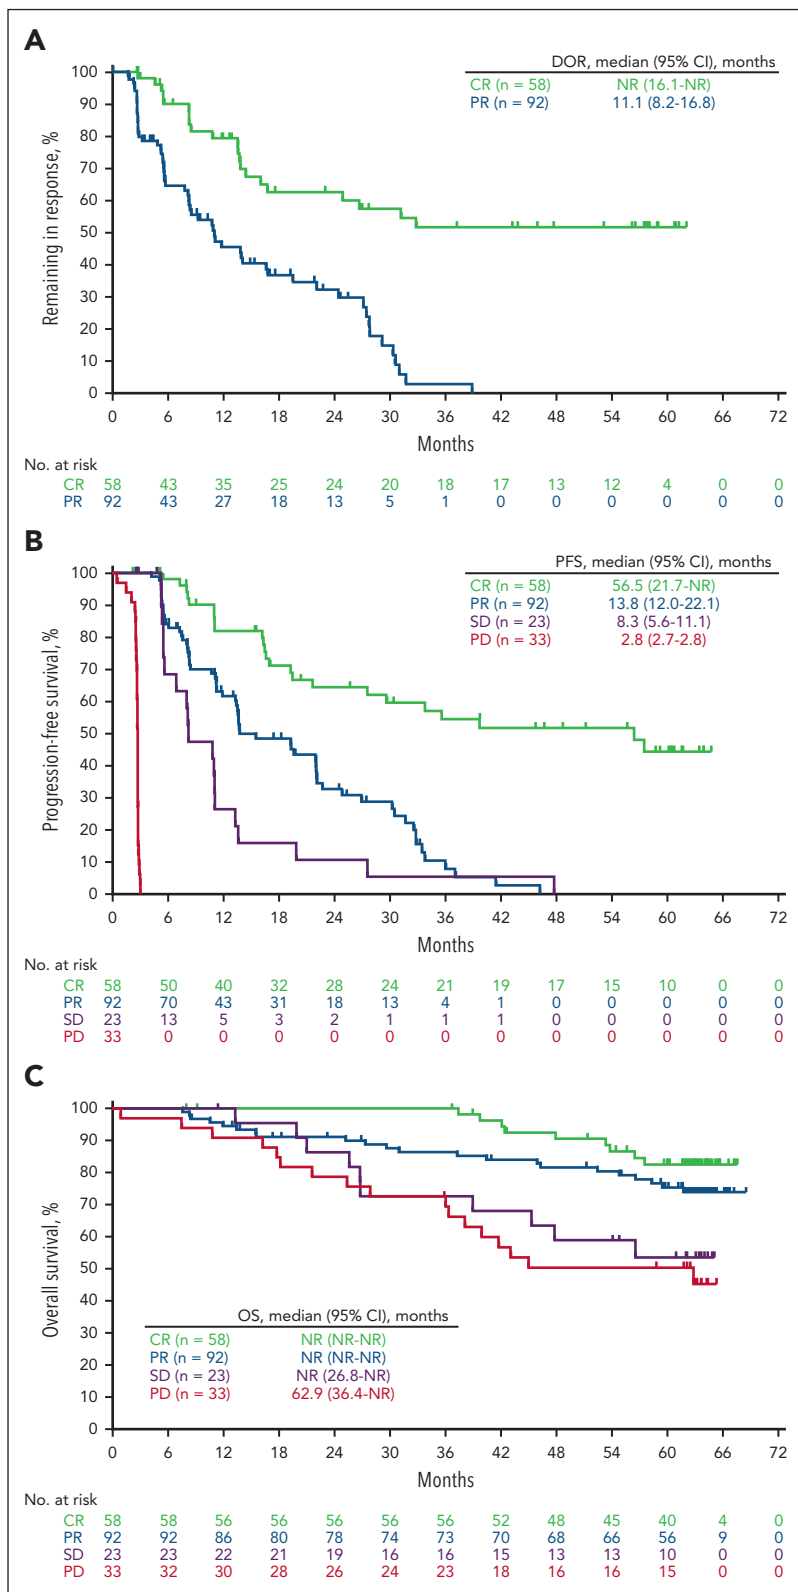 A
DOR, median (95% CI), months
CR (n = 58) NR (16.1-NR)
PR (n = 92) 11.1 (8.2-16.8)
Remaining in response, %
100
90
80
70
60
50
40
30
20
10
0
0 6 12 18 24 30 36 42 48 54 60 66 72
Months
No. at risk
CR 58 43 35 25 24 20 18 17 13 12 4 0 0
PR 92 43 27 18 13 5 1 0 0 0 0 0 0
B
PFS, median (95% CI), months
CR (n = 58) 56.5 (21.7-NR)
PR (n = 92) 13.8 (12.0-22.1)
SD (n = 23) 8.3 (5.6-11.1)
PD (n = 33) 2.8 (2.7-2.8)
Progression-free survival, %
100
90
80
70
60
50
40
30
20
10
0
0 6 12 18 24 30 36 42 48 54 60 66 72
Months
No. at risk
CR 58 50 40 32 28 24 21 19 17 15 10 0 0
PR 92 70 43 31 18 13 4 1 0 0 0 0 0
SD 23 13 5 3 2 1 1 1 0 0 0 0 0
PD 33 0 0 0 0 0 0 0 0 0 0 0 0
C
Overall survival, %
100
90
80
70
60
50
40
30
20
10
0
OS, median (95% CI), months
CR (n = 58) NR (NR-NR)
PR (n = 92) NR (NR-NR)
SD (n = 23) NR (26.8-NR)
PD (n = 33) 62.9 (36.4-NR)
0 6 12 18 24 30 36 42 48 54 60 66 72
Months
No. at risk
CR 58 58 56 56 56 56 56 52 48 45 40 4 0
PR 92 92 86 80 78 74 73 70 68 66 56 9 0
SD 23 23 22 21 19 16 16 15 13 13 10 0 0
PD 33 32 30 28 26 24 23 18 16 16 15 0 0